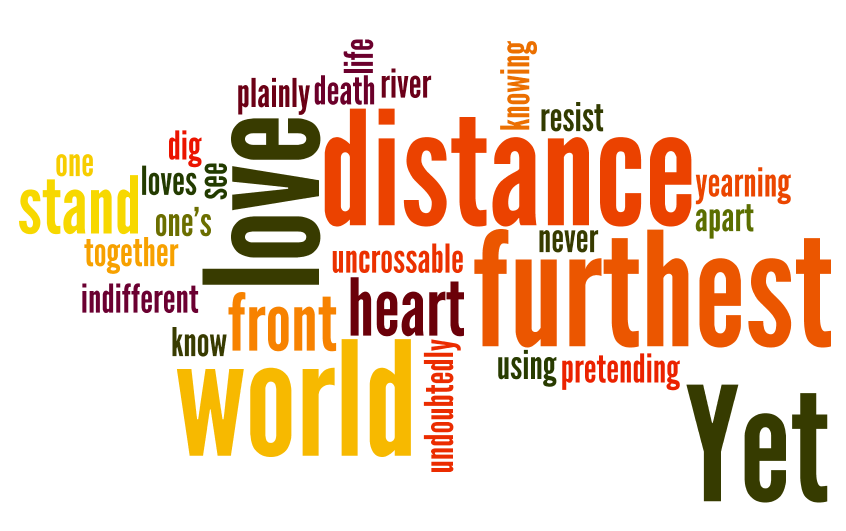 life
knowing
plainly
death
river
resist
love
distance
dig
one
loves
see
yearning
stand
one's
apart
together
never
uncrossable
furthest
indifferent
front
heart
know
undoubtedly
using
pretending
world
Yet